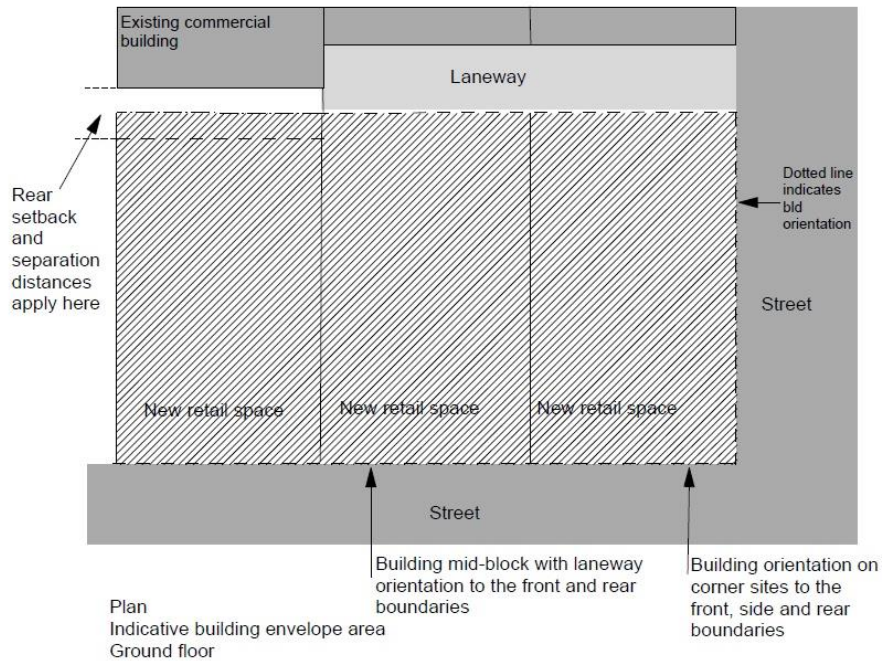 Existing commercial
building
Laneway
Rear
setback
and
separation
distances
apply here
Dotted line
indicates
bld
orientation
Street
New retail space
New retail space
New retail space
Street
Building mid-block with laneway
orientation to the front and rear
boundaries
Building orientation on
corner sites to the
front, side and rear
boundaries
Plan
Indicative building envelope area
Ground floor